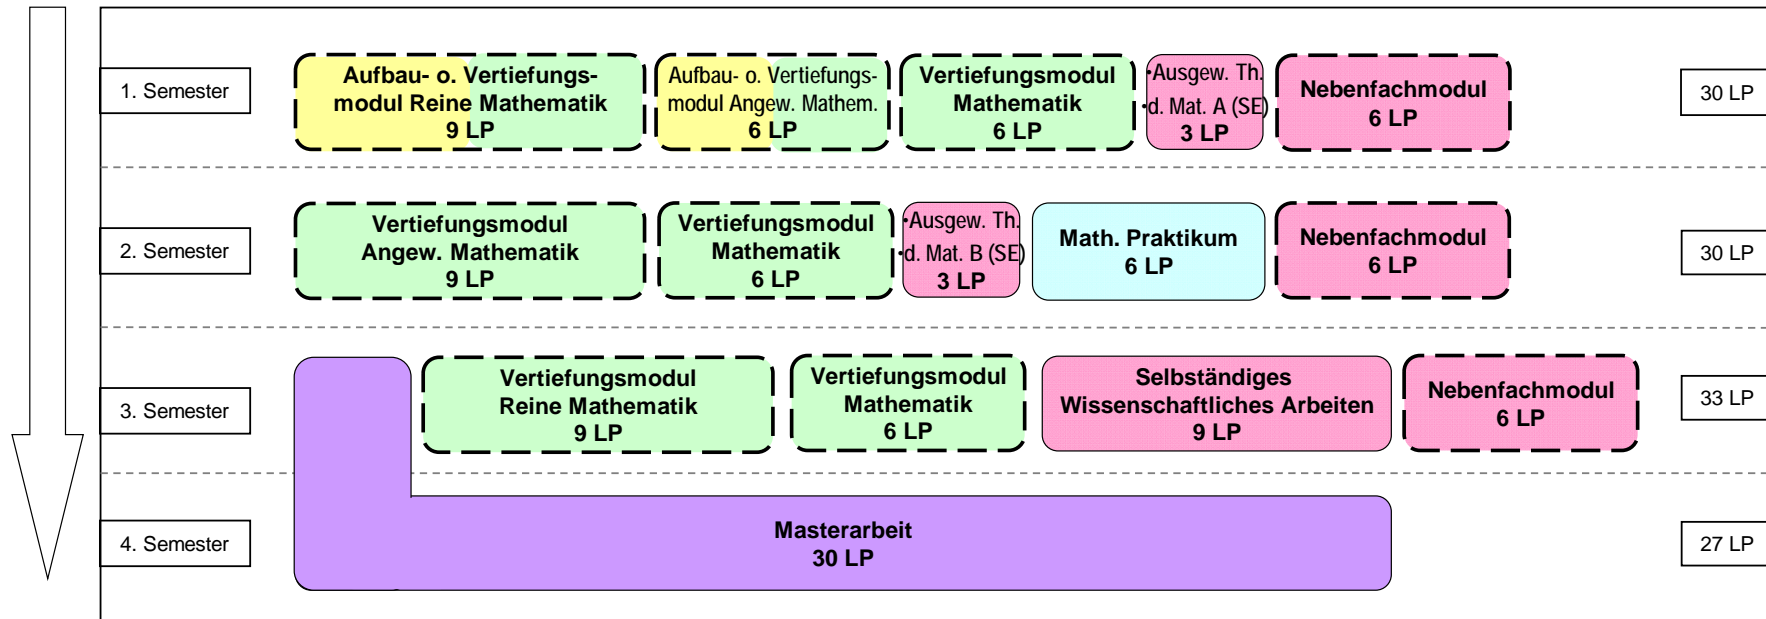 1. Semester
Aufbau- o. Vertiefungs-
modul Reine Mathematik
9 LP
Aufbau- o. Vertiefungs-
modul Angew. Mathem.
6 LP
Vertiefungsmodul
Mathematik
6 LP
•Ausgew. Th.
•d. Mat. A (SE)
3 LP
Nebenfachmodul
6 LP
30 LP
2. Semester
Vertiefungsmodul
Angew. Mathematik
9 LP
Vertiefungsmodul
Mathematik
6 LP
•Ausgew. Th.
•d. Mat. B (SE)
3 LP
Math. Praktikum
6 LP
Nebenfachmodul
6 LP
30 LP
3. Semester
Vertiefungsmodul
Reine Mathematik
9 LP
Vertiefungsmodul
Mathematik
6 LP
Selbständiges
Wissenschaftliches Arbeiten
9 LP
Nebenfachmodul
6 LP
33 LP
4. Semester
Masterarbeit
30 LP
27 LP